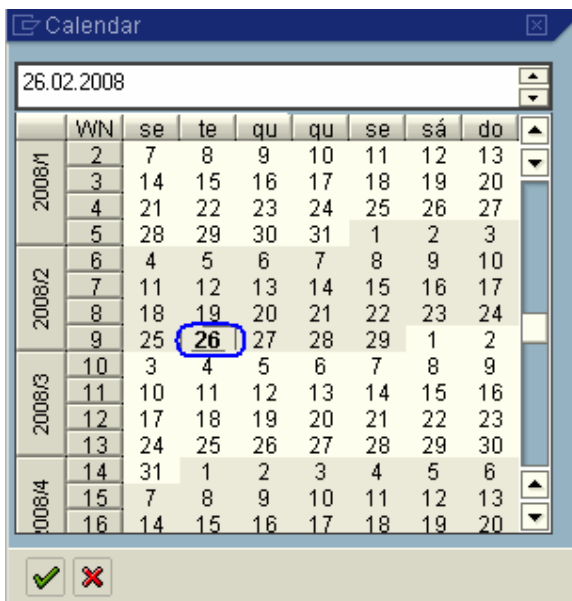 Calendar
26.02.2008
WN se te qu qu se sá do
2008/1
2 7 8 9 10 11 12 13
3 14 15 16 17 18 19 20
4 21 22 23 24 25 26 27
5 28 29 30 31 1 2 3
2008/2
6 4 5 6 7 8 9 10
7 11 12 13 14 15 16 17
8 18 19 20 21 22 23 24
9 25 26 27 28 29 1 2
2008/3
10 3 4 5 6 7 8 9
11 10 11 12 13 14 15 16
12 17 18 19 20 21 22 23
13 24 25 26 27 28 29 30
008/4
14 31 1 2 3 4 5 6
15 7 8 9 10 11 12 13
16 14 15 16 17 18 19 20